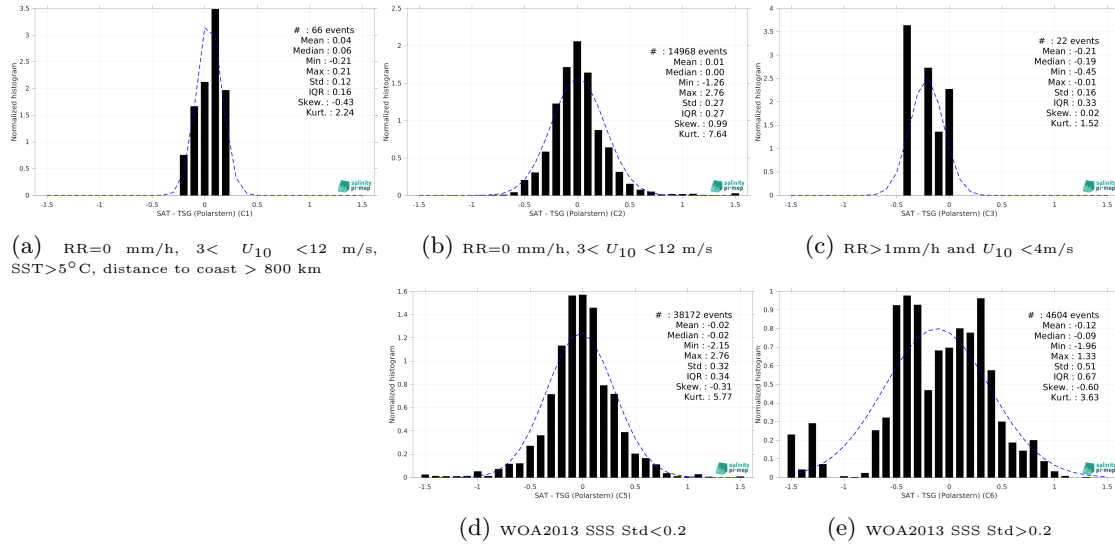 3.5
3
2.5
2
1.5
1
0.5
0
-1.5 -1 -0.5 0 0.5 1 1.5
Normalized histogram
SAT - TSG (Polarstern) (C1)
# : 66 events
Mean : 0.04
Median : 0.06
Min : -0.21
Max : 0.21
Std : 0.12
IQR : 0.16
Skew. : -0.43
Kurt. : 2.24
salinity
pi-mep
(a) RR=0 mm/h, 3< U10 <12 m/s,
SST>5°C, distance to coast > 800 km
2.5
2
1.5
1
0.5
0
-1.5 -1 -0.5 0 0.5 1 1.5
Normalized histogram
SAT - TSG (Polarstern) (C2)
# : 14968 events
Mean : 0.01
Median : 0.00
Min : -1.26
Max : 2.76
Std : 0.27
IQR : 0.27
Skew. : 0.99
Kurt. : 7.64
salinity
pi-mep
(b) RR=0 mm/h, 3< U10 <12 m/s
4
3.5
3
2.5
2
1.5
1
0.5
0
-1.5 -1 -0.5 0 0.5 1 1.5
Normalized histogram
SAT - TSG (Polarstern) (C3)
# : 22 events
Mean : -0.21
Median : -0.19
Min : -0.45
Max : -0.01
Std : 0.16
IQR : 0.33
Skew. : 0.02
Kurt. : 1.52
salinity
pi-mep
(c) RR>1mm/h and U10 <4m/s
1.6
1.4
1.2
1
0.8
0.6
0.4
0.2
0
-1.5 -1 -0.5 0 0.5 1 1.5
Normalized histogram
SAT - TSG (Polarstern) (C5)
# : 38172 events
Mean : -0.02
Median : -0.02
Min : -2.15
Max : 2.76
Std : 0.32
IQR : 0.34
Skew. : -0.31
Kurt. : 5.77
salinity
pi-mep
(d) WOA2013 SSS Std<0.2
1
0.9
0.8
0.7
0.6
0.5
0.4
0.3
0.2
0.1
0
-1.5 -1 -0.5 0 0.5 1 1.5
Normalized histogram
SAT - TSG (Polarstern) (C6)
# : 4604 events
Mean : -0.12
Median : -0.09
Min : -1.96
Max : 1.33
Std : 0.51
IQR : 0.67
Skew. : -0.60
Kurt. : 3.63
salinity
pi-mep
(e) WOA2013 SSS Std>0.2